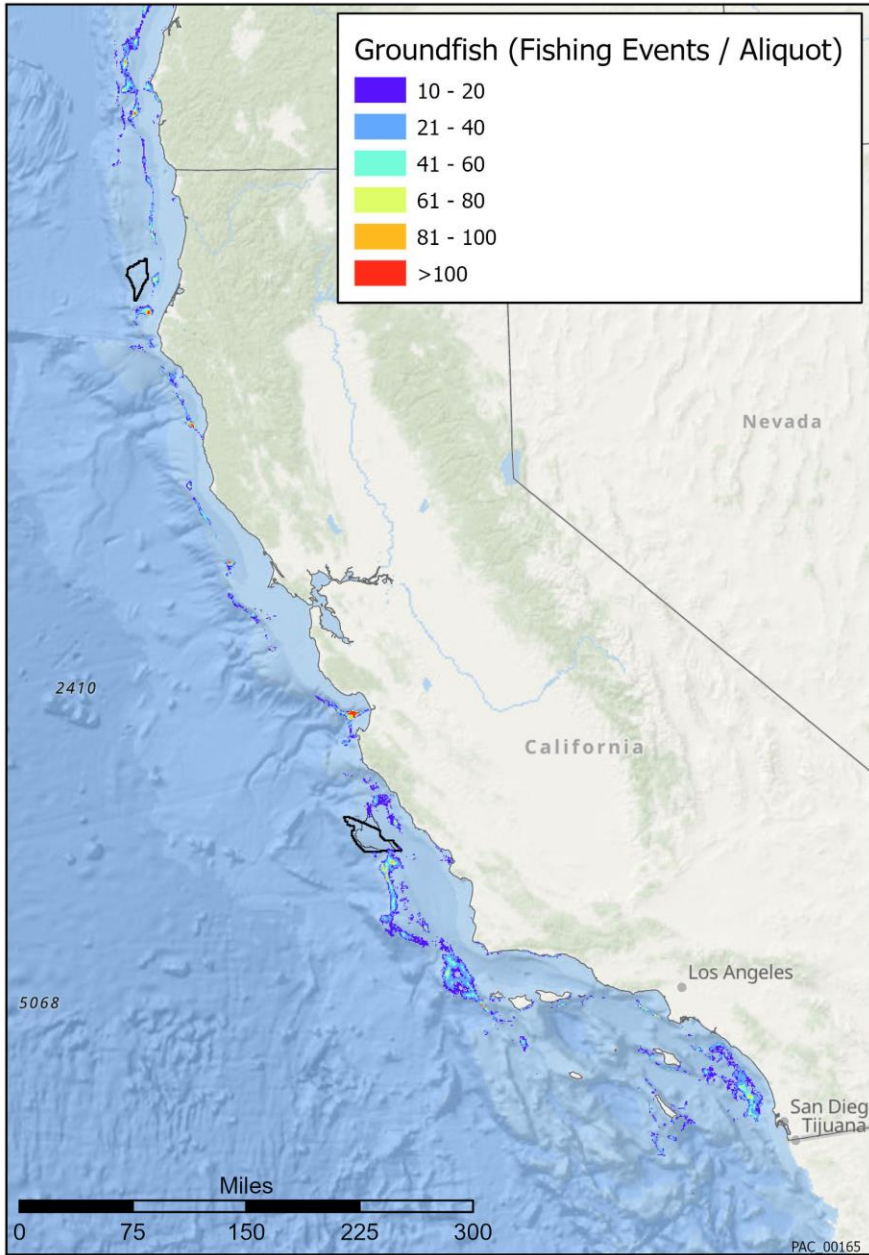 Groundfish (Fishing Events / Aliquot)
10 - 20
21 - 40
41 - 60
61 - 80
81 - 100
>100
Nevada
2410
California
Los Angeles
5068
San Dieg
Tijuana
Miles
0 75 150 225 300
PAC_00165